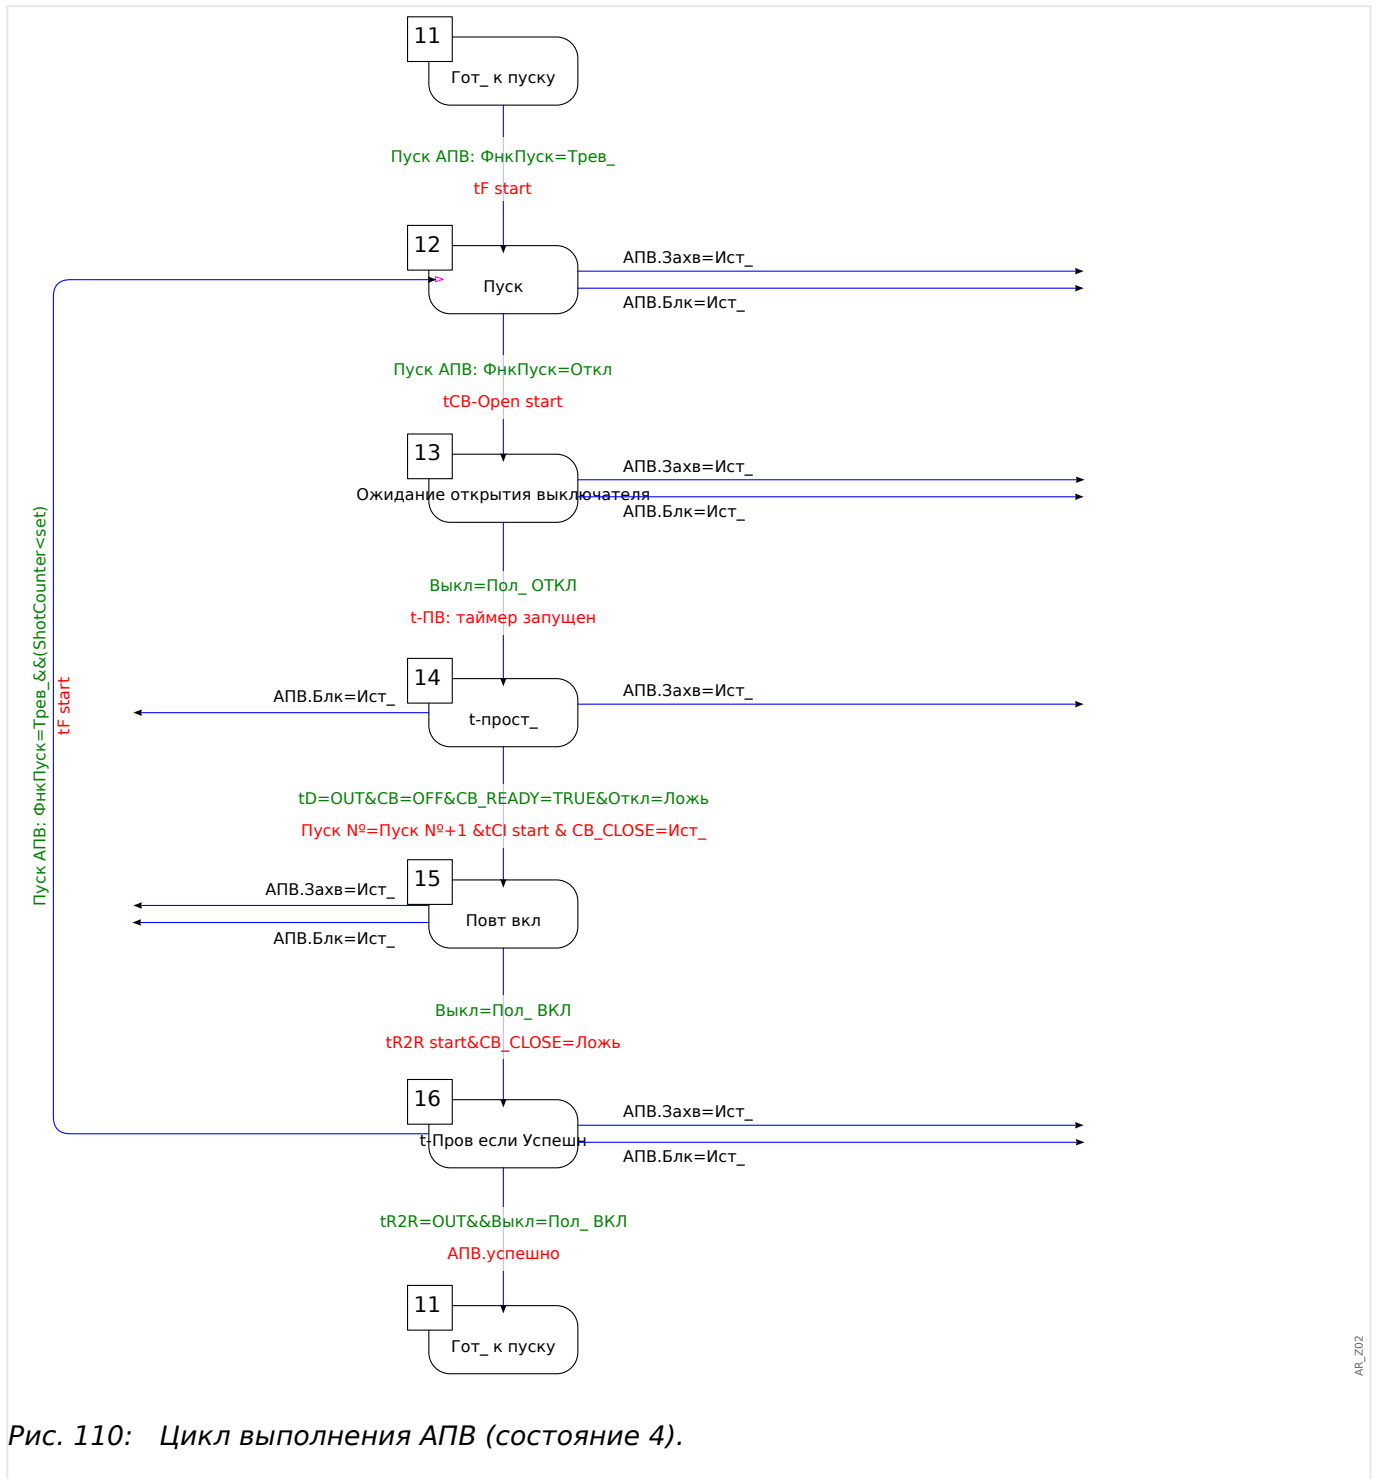 11
Гот_ к пуску
Пуск АПВ: ФнкПуск=Трев_
tF start
12
Пуск
АПВ.Захв=Ист_
АПВ.Блк=Ист_
Пуск АПВ: ФнкПуск=Откл
tCB-Open start
13
Ожидание открытия выключателя
АПВ.Захв=Ист_
АПВ.Блк=Ист_
Выкл=Пол_ ОТКЛ
t-ПВ: таймер запущен
Пуск АПВ: ФнкПуск=Трев_&&(ShotCounter<set)
tF start
14
t-прост_
АПВ.Блк=Ист_
АПВ.Захв=Ист_
tD=OUT&CB=OFF&CB_READY=TRUE&Откл=Ложь
Пуск Nº=Пуск Nº+1 &tCl start & CB_CLOSE=Ист_
15
Повт вкл
АПВ.Захв=Ист_
АПВ.Блк=Ист_
Выкл=Пол_ ВКЛ
tR2R start&CB_CLOSE=Ложь
16
t-Пров если Успешн
АПВ.Захв=Ист_
АПВ.Блк=Ист_
tR2R=OUT&&Выкл=Пол_ ВКЛ
АПВ.успешно
11
Гот_ к пуску
AR_Z02
Рис. 110: Цикл выполнения АПВ (состояние 4).